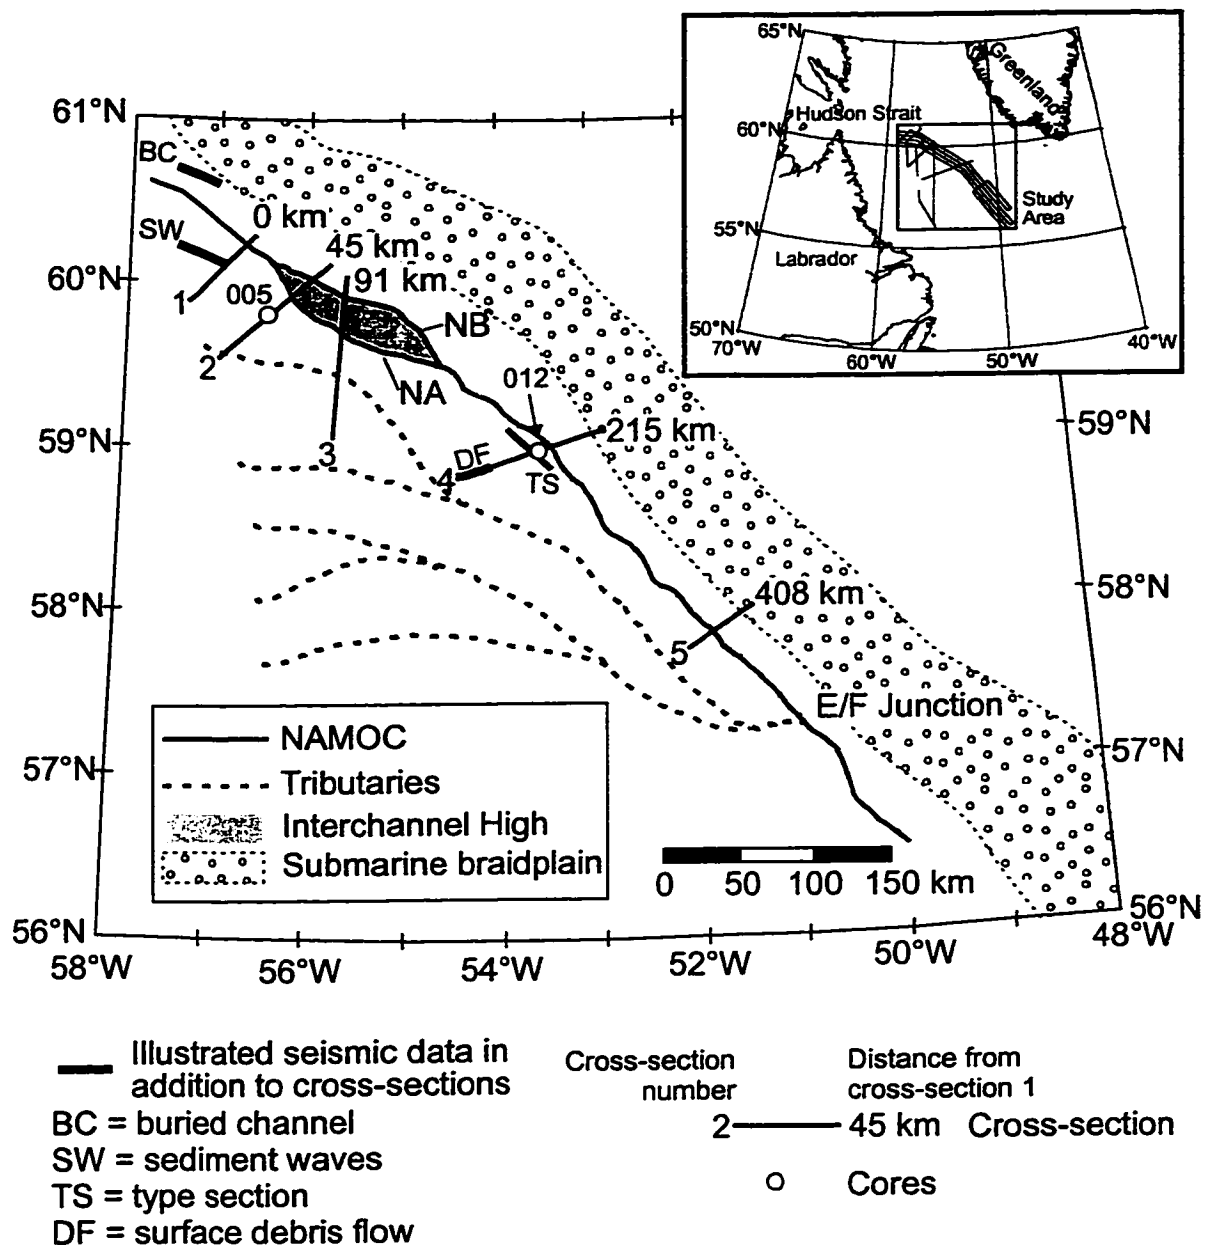 65°N
Greenland
Hudson Strait
60°N
Study
Area
55°N
Labrador
50°N
70°W
60°W
50°W
40°W
61°N
BC
0 km
SW
45 km
60°N
91 km
1
005
NB
2
NA
012
59°N
59°N
215 km
3
DF
4
TS
58°N
58°N
408 km
5
E/F Junction
NAMOC
57°N
57°N
Tributaries
Interchannel High
Submarine braidplain
0 50 100 150 km
56°N
56°N
58°W
56°W
54°W
52°W
50°W
48°W
Illustrated seismic data in
addition to cross-sections
BC = buried channel
SW = sediment waves
TS = type section
DF = surface debris flow
Cross-section
number
Distance from
cross-section 1
2 45 km Cross-section
Cores